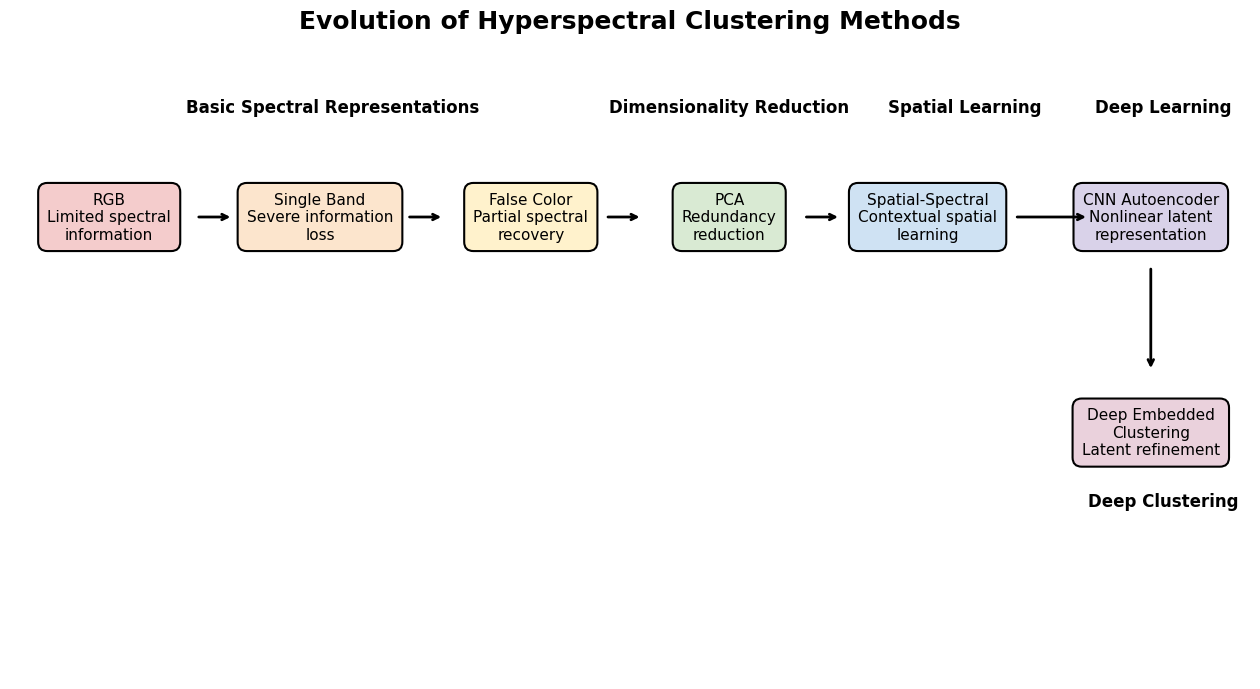 Evolution of Hyperspectral Clustering Methods
Basic Spectral Representations
Dimensionality Reduction
Spatial Learning
Deep Learning
RGB
Limited spectral
information
Single Band
Severe information
loss
False Color
Partial spectral
recovery
PCA
Redundancy
reduction
Spatial-Spectral
Contextual spatial
learning
CNN Autoencoder
Nonlinear latent
representation
Deep Embedded
Clustering
Latent refinement
Deep Clustering